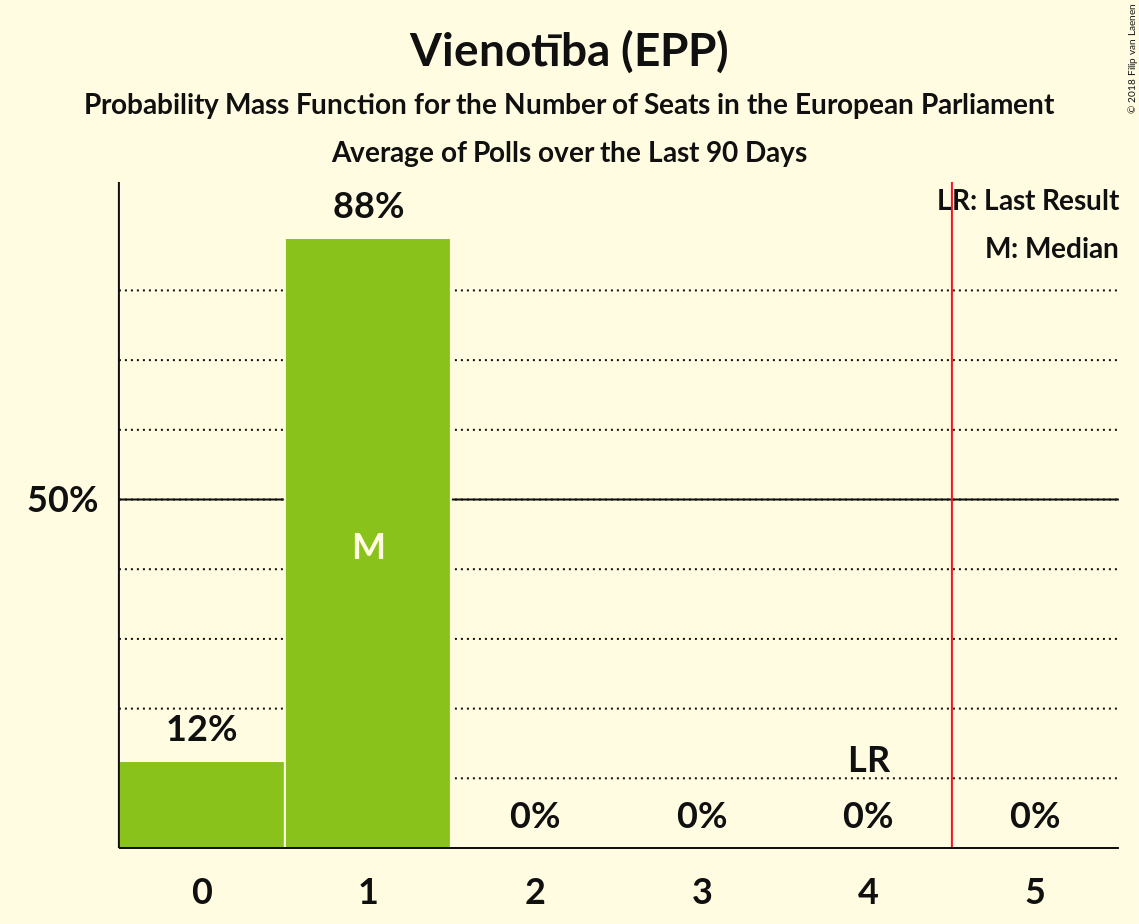 Vienotība (EPP)
Probability Mass Function for the Number of Seats in the European Parliament
Average of Polls over the Last 90 Days
© 2018 Filip van Laenen
LR: Last Result
M: Median
88%
50%
M
12%
LR
0%
0%
0%
0%
0 1 2 3 4 5